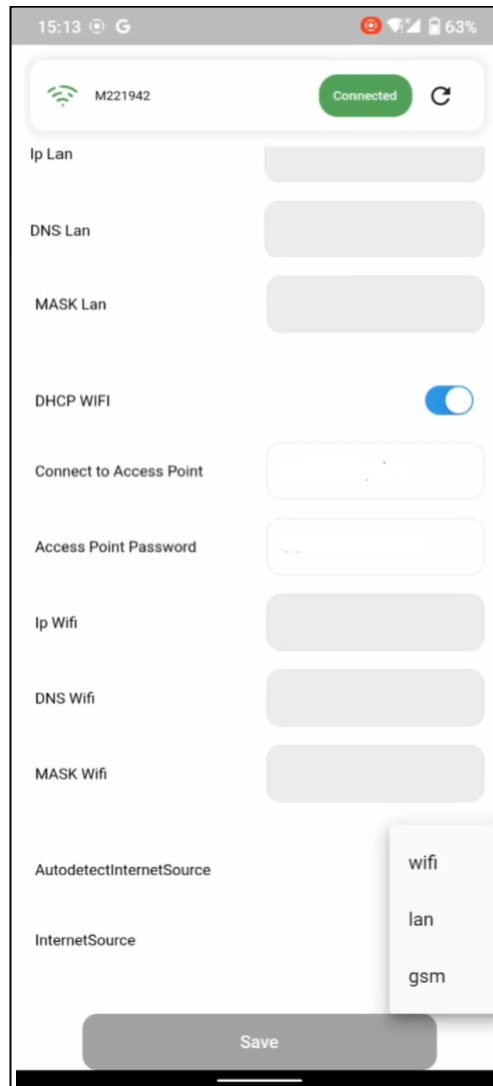 15:13 G 63%
M221942 Connected
Ip Lan
DNS Lan
MASK Lan
DHCP WIFI
Connect to Access Point
Access Point Password
Ip Wifi
DNS Wifi
MASK Wifi
AutodetectInternetSource
wifi
lan
InternetSource
gsm
Save